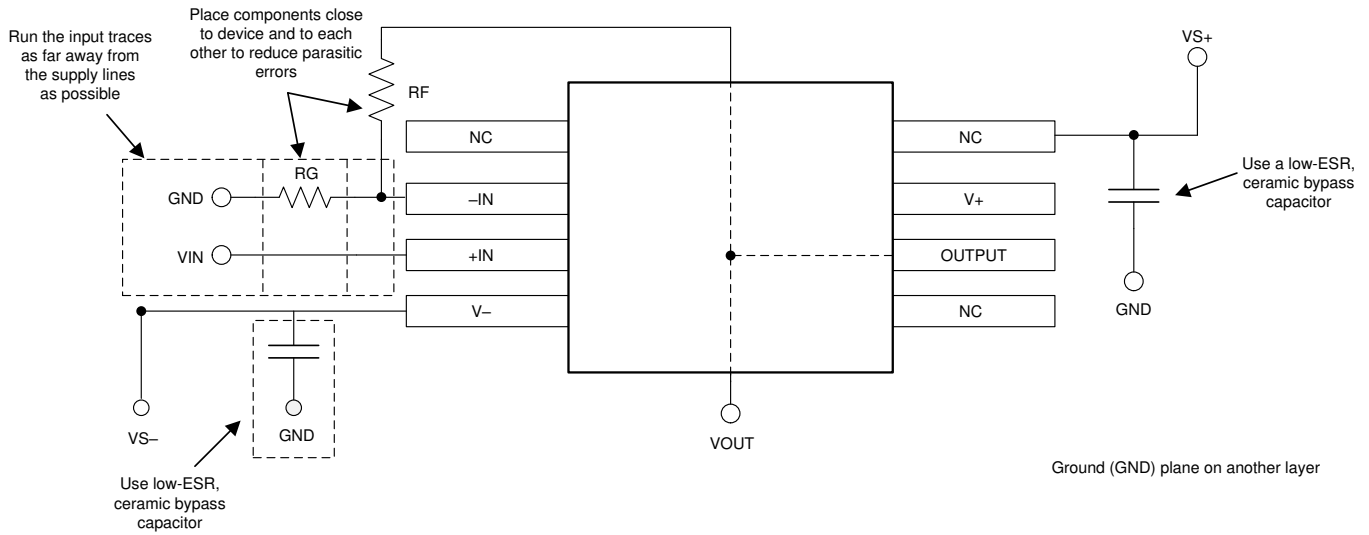 Run the input traces
as far away from
the supply lines
as possible
Place components close
to device and to each
other to reduce parasitic
errors
RF
VS+
NC
NC
RG
GND
–IN
V+
Use a low-ESR,
ceramic bypass
capacitor
VIN
+IN
OUTPUT
V–
NC
GND
VS–
GND
VOUT
Use low-ESR,
ceramic bypass
capacitor
Ground (GND) plane on another layer